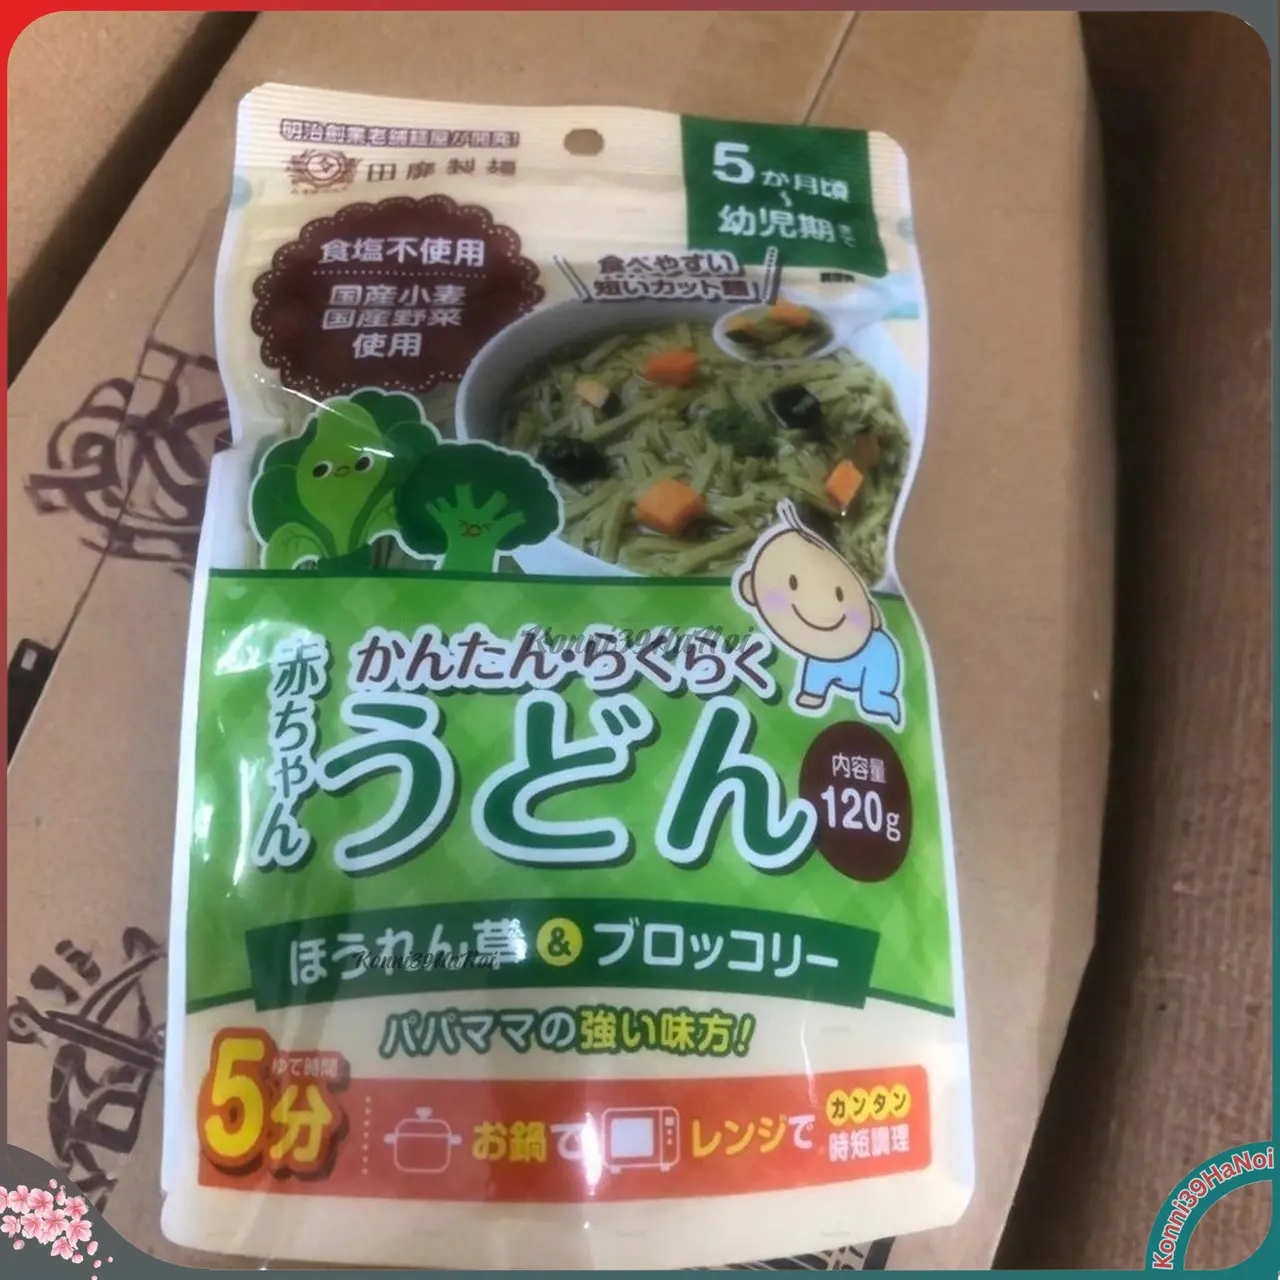 明治創業老舗麺屋が開発!
田靡製麺
5か月頃
~
幼児期まで
食塩不使用
国産小麦
国産野菜
使用
食べやすい
短いカット麺
調理例
赤ちゃん
かんたん・らくらく
うどん
内容量
120g
ほうれん草&ブロッコリー
パパママの強い味方!
ゆで時間
5分
お鍋で
レンジで
カンタン
時短調理
Konni39HaNoi
Konni39HaNoi
Konni39HaNoi